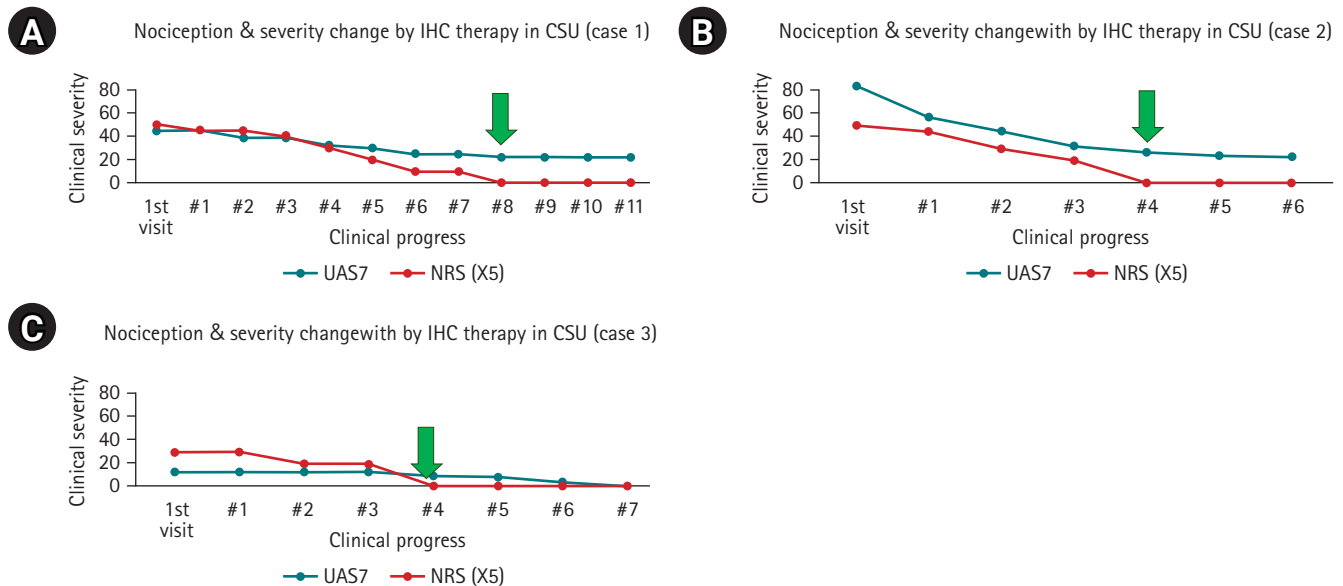 A
Nociception & severity change by IHC therapy in CSU (case 1)
Clinical severity
80
60
40
20
0
1st visit #1 #2 #3 #4 #5 #6 #7 #8 #9 #10 #11
Clinical progress
UAS7 NRS (X5)
B
Nociception & severity changewith by IHC therapy in CSU (case 2)
Clinical severity
80
60
40
20
0
1st visit #1 #2 #3 #4 #5 #6
Clinical progress
UAS7 NRS (X5)
C
Nociception & severity changewith by IHC therapy in CSU (case 3)
Clinical severity
80
60
40
20
0
1st visit #1 #2 #3 #4 #5 #6 #7
Clinical progress
UAS7 NRS (X5)